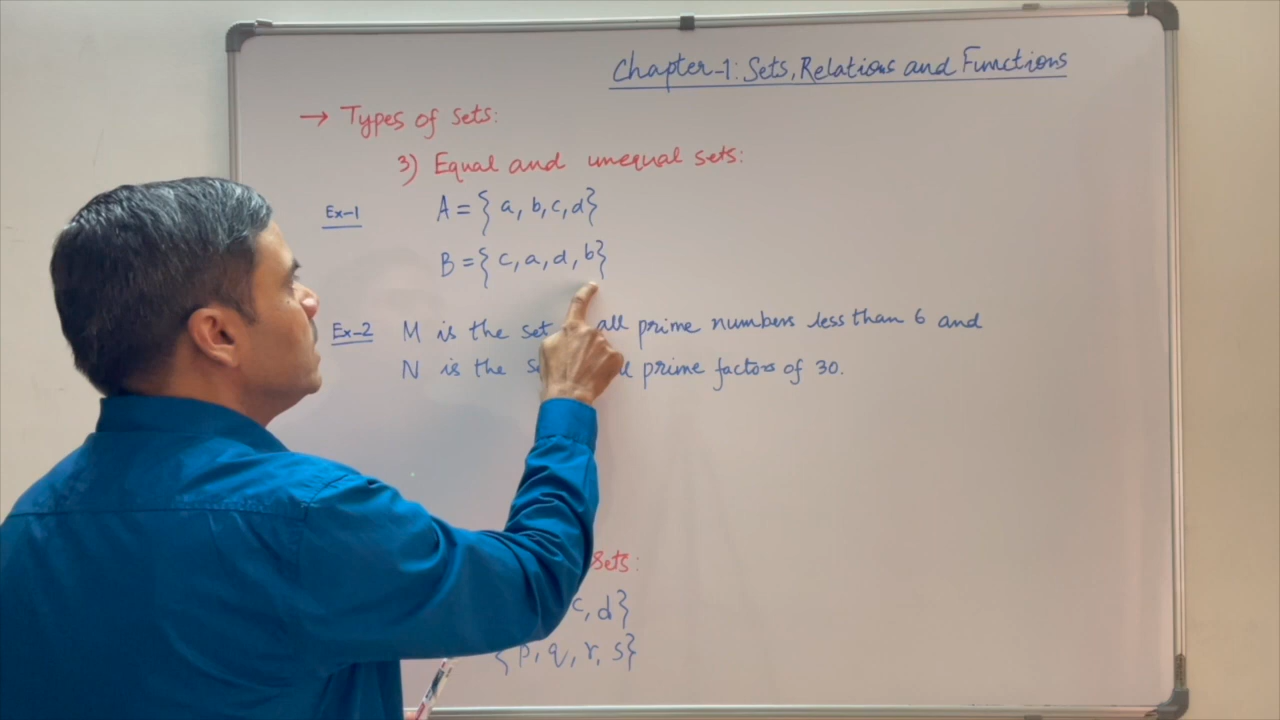 Chapter-1: Sets, Relations and Functions
→ Types of sets:
3) Equal and unequal sets:
Ex-1 A = { a, b, c, d}
B = { c, a, d, b}
Ex-2 M is the set all prime numbers less than 6 and
N is the prime factors of 30.
sets:
c, d}
{ p, q, r, s}